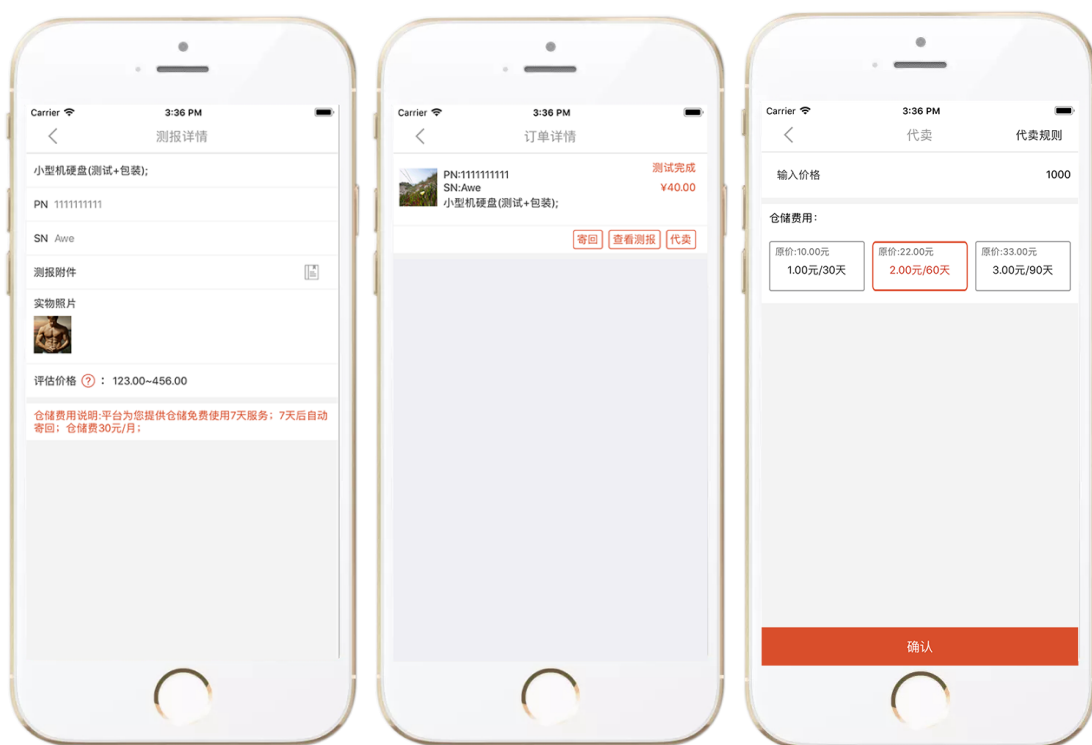 Carrier 3:36 PM
测报详情
小型机硬盘(测试+包装);
PN 1111111111
SN Awe
测报附件
实物照片
评估价格 ? : 123.00~456.00
仓储费用说明:平台为您提供仓储免费使用7天服务; 7天后自动
寄回; 仓储费30元/月;
Carrier 3:36 PM
订单详情
PN:1111111111 测试完成
SN:Awe ¥40.00
小型机硬盘(测试+包装);
寄回 查看测报 代卖
Carrier 3:36 PM
代卖 代卖规则
输入价格 1000
仓储费用:
原价:10.00元 原价:22.00元 原价:33.00元
1.00元/30天 2.00元/60天 3.00元/90天
确认